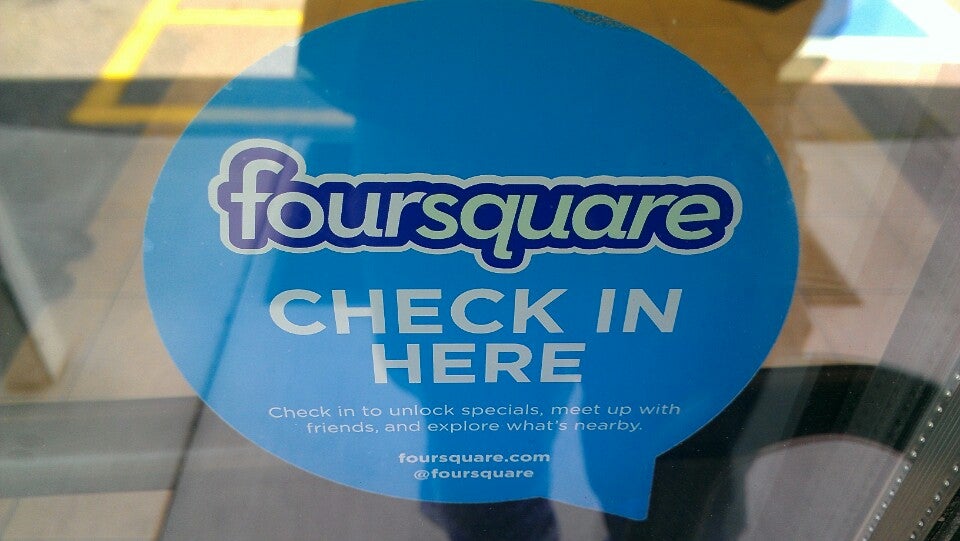 foursquare
CHECK IN
HERE
Check in to unlock specials, meet up with
friends, and explore what's nearby.
foursquare.com
@foursquare